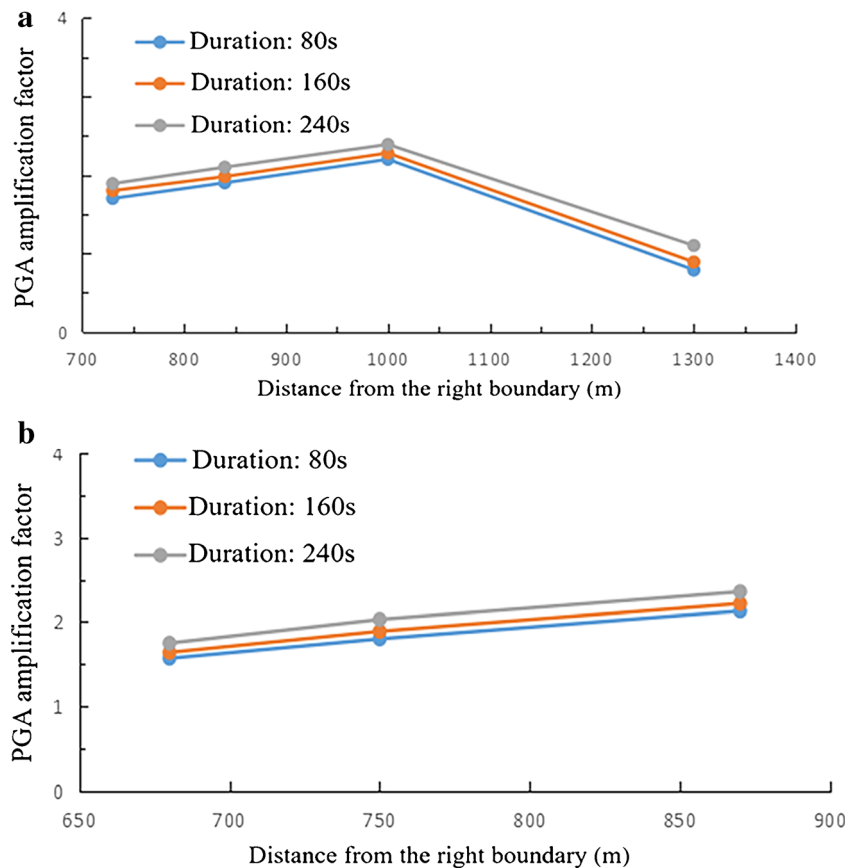 a
4
Duration: 80s
Duration: 160s
Duration: 240s
PGA amplification factor
0
700 800 900 1000 1100 1200 1300 1400
Distance from the right boundary (m)
b
4
Duration: 80s
Duration: 160s
3
Duration: 240s
PGA amplification factor
2
1
0
650 700 750 800 850 900
Distance from the right boundary (m)